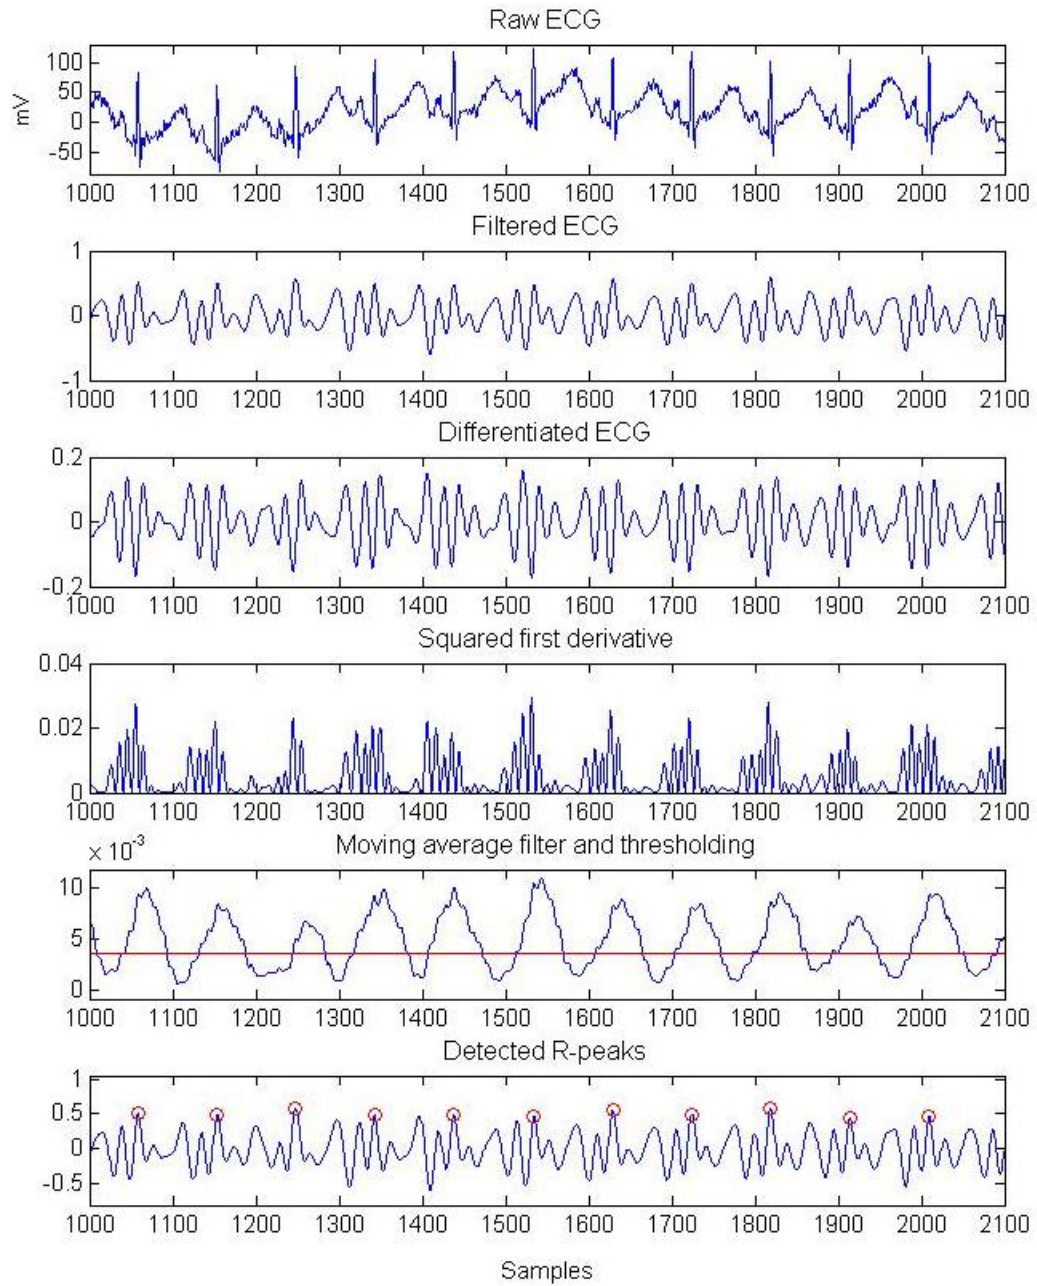 Raw ECG
mV
100
50
0
-50
1000 1100 1200 1300 1400 1500 1600 1700 1800 1900 2000 2100
Filtered ECG
1
0
-1
1000 1100 1200 1300 1400 1500 1600 1700 1800 1900 2000 2100
Differentiated ECG
0.2
0
-0.2
1000 1100 1200 1300 1400 1500 1600 1700 1800 1900 2000 2100
Squared first derivative
0.04
0.02
0
1000 1100 1200 1300 1400 1500 1600 1700 1800 1900 2000 2100
Moving average filter and thresholding
× 10⁻³
10
5
0
1000 1100 1200 1300 1400 1500 1600 1700 1800 1900 2000 2100
Detected R-peaks
1
0.5
0
-0.5
1000 1100 1200 1300 1400 1500 1600 1700 1800 1900 2000 2100
Samples